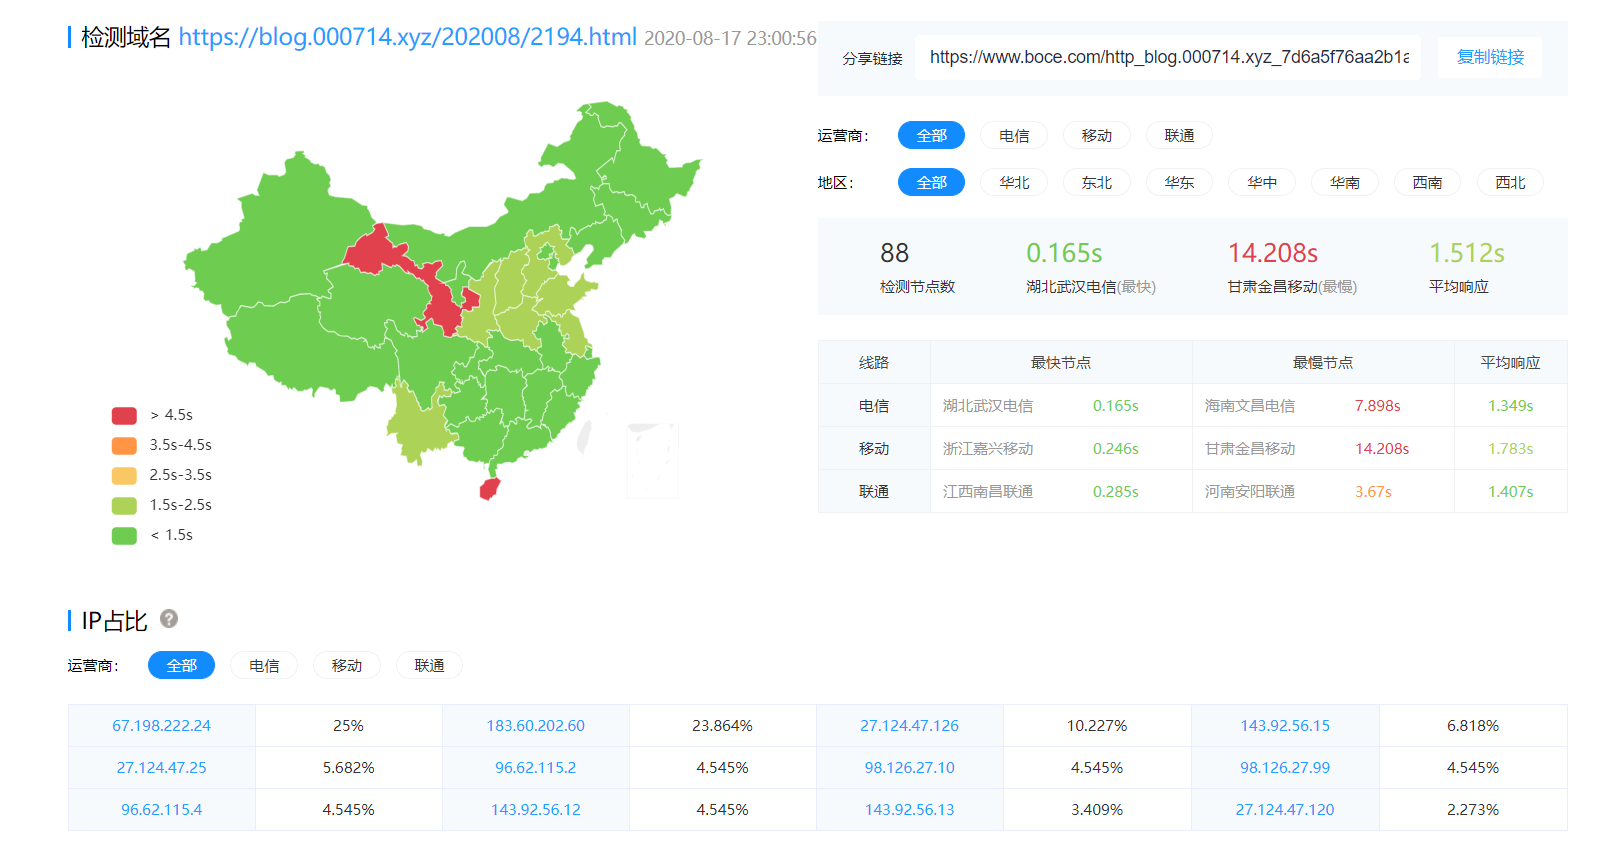 检测域名 https://blog.000714.xyz/202008/2194.html 2020-08-17 23:00:56
分享链接 https://www.boce.com/http_blog.000714.xyz_7d6a5f76aa2b1a 复制链接
运营商： 全部 电信 移动 联通
地区： 全部 华北 东北 华东 华中 华南 西南 西北
88 0.165s 14.208s 1.512s
检测节点数 湖北武汉电信(最快) 甘肃金昌移动(最慢) 平均响应
线路 最快节点 最慢节点 平均响应
电信 湖北武汉电信 0.165s 海南文昌电信 7.898s 1.349s
移动 浙江嘉兴移动 0.246s 甘肃金昌移动 14.208s 1.783s
联通 江西南昌联通 0.285s 河南安阳联通 3.67s 1.407s
> 4.5s
3.5s-4.5s
2.5s-3.5s
1.5s-2.5s
< 1.5s
IP占比 ?
运营商： 全部 电信 移动 联通
67.198.222.24 25% 183.60.202.60 23.864% 27.124.47.126 10.227% 143.92.56.15 6.818%
27.124.47.25 5.682% 96.62.115.2 4.545% 98.126.27.10 4.545% 98.126.27.99 4.545%
96.62.115.4 4.545% 143.92.56.12 4.545% 143.92.56.13 3.409% 27.124.47.120 2.273%